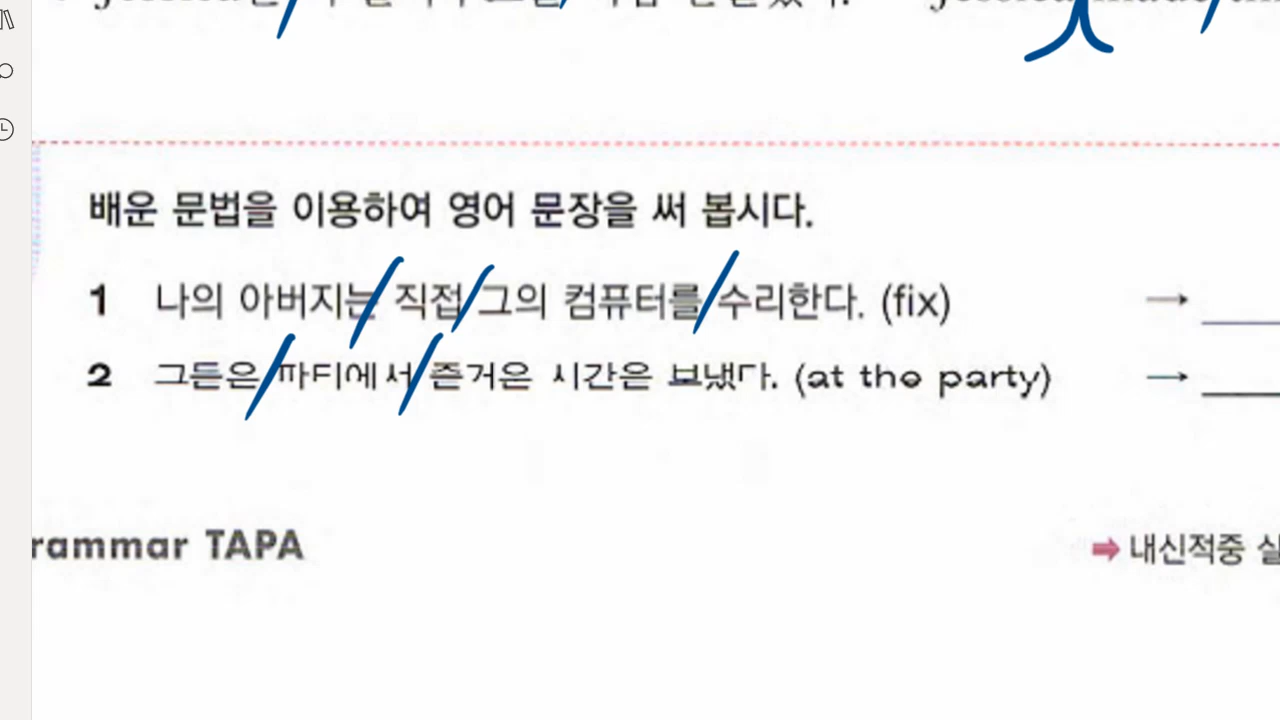 배운 문법을 이용하여 영어 문장을 써 봅시다.
1 나의 아버지는 직접 그의 컴퓨터를 수리한다. (fix) →
2 그들은 파티에서 즐거운 시간을 보냈다. (at the party) →
rammar TAPA
➡ 내신적중 실